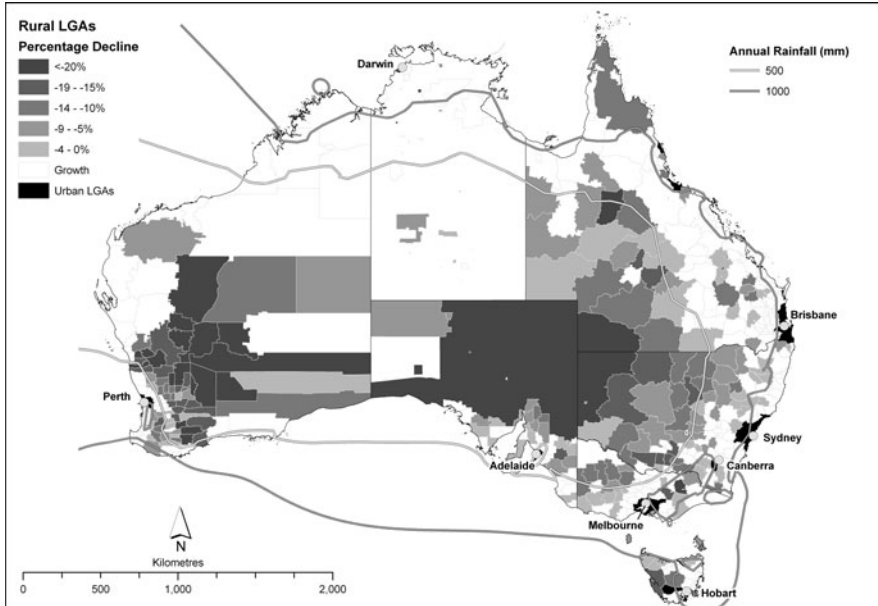 Rural LGAs
Percentage Decline
<-20%
-19 - -15%
-14 - -10%
-9 - -5%
-4 - 0%
Growth
Urban LGAs
Annual Rainfall (mm)
500
1000
Darwin
Brisbane
Perth
Sydney
Adelaide
Canberra
Melbourne
Hobart
N
Kilometres
0 500 1,000 2,000